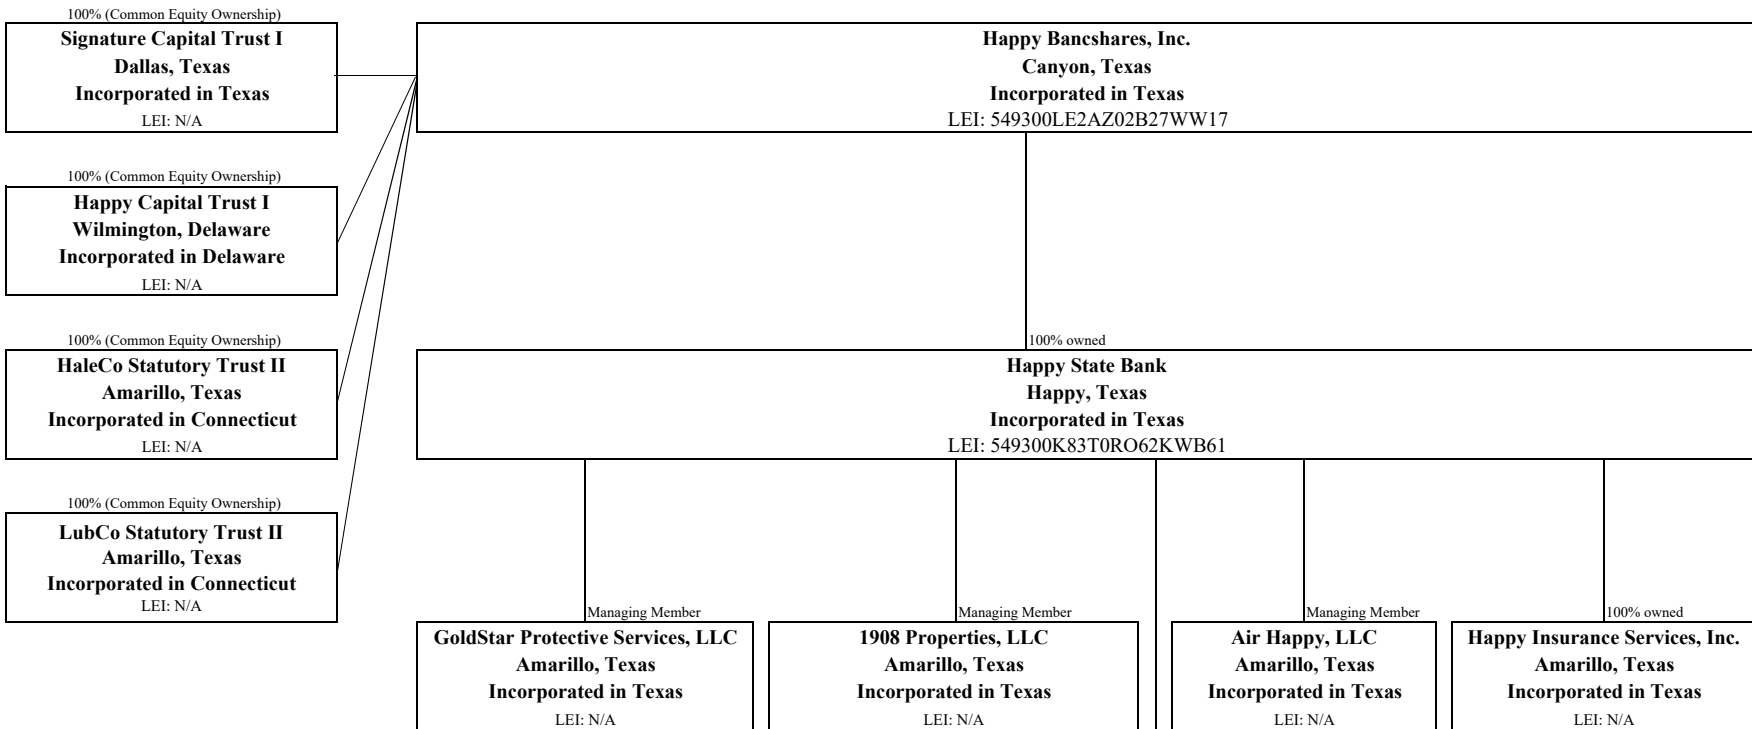 100% (Common Equity Ownership)
Signature Capital Trust I
Dallas, Texas
Incorporated in Texas
LEI: N/A
Happy Bancshares, Inc.
Canyon, Texas
Incorporated in Texas
LEI: 549300LE2AZ02B27WW17
100% (Common Equity Ownership)
Happy Capital Trust I
Wilmington, Delaware
Incorporated in Delaware
LEI: N/A
100% (Common Equity Ownership)
HaleCo Statutory Trust II
Amarillo, Texas
Incorporated in Connecticut
LEI: N/A
100% owned
Happy State Bank
Happy, Texas
Incorporated in Texas
LEI: 549300K83T0RO62KWB61
100% (Common Equity Ownership)
LubCo Statutory Trust II
Amarillo, Texas
Incorporated in Connecticut
LEI: N/A
Managing Member
GoldStar Protective Services, LLC
Amarillo, Texas
Incorporated in Texas
LEI: N/A
Managing Member
1908 Properties, LLC
Amarillo, Texas
Incorporated in Texas
LEI: N/A
Managing Member
Air Happy, LLC
Amarillo, Texas
Incorporated in Texas
LEI: N/A
100% owned
Happy Insurance Services, Inc.
Amarillo, Texas
Incorporated in Texas
LEI: N/A